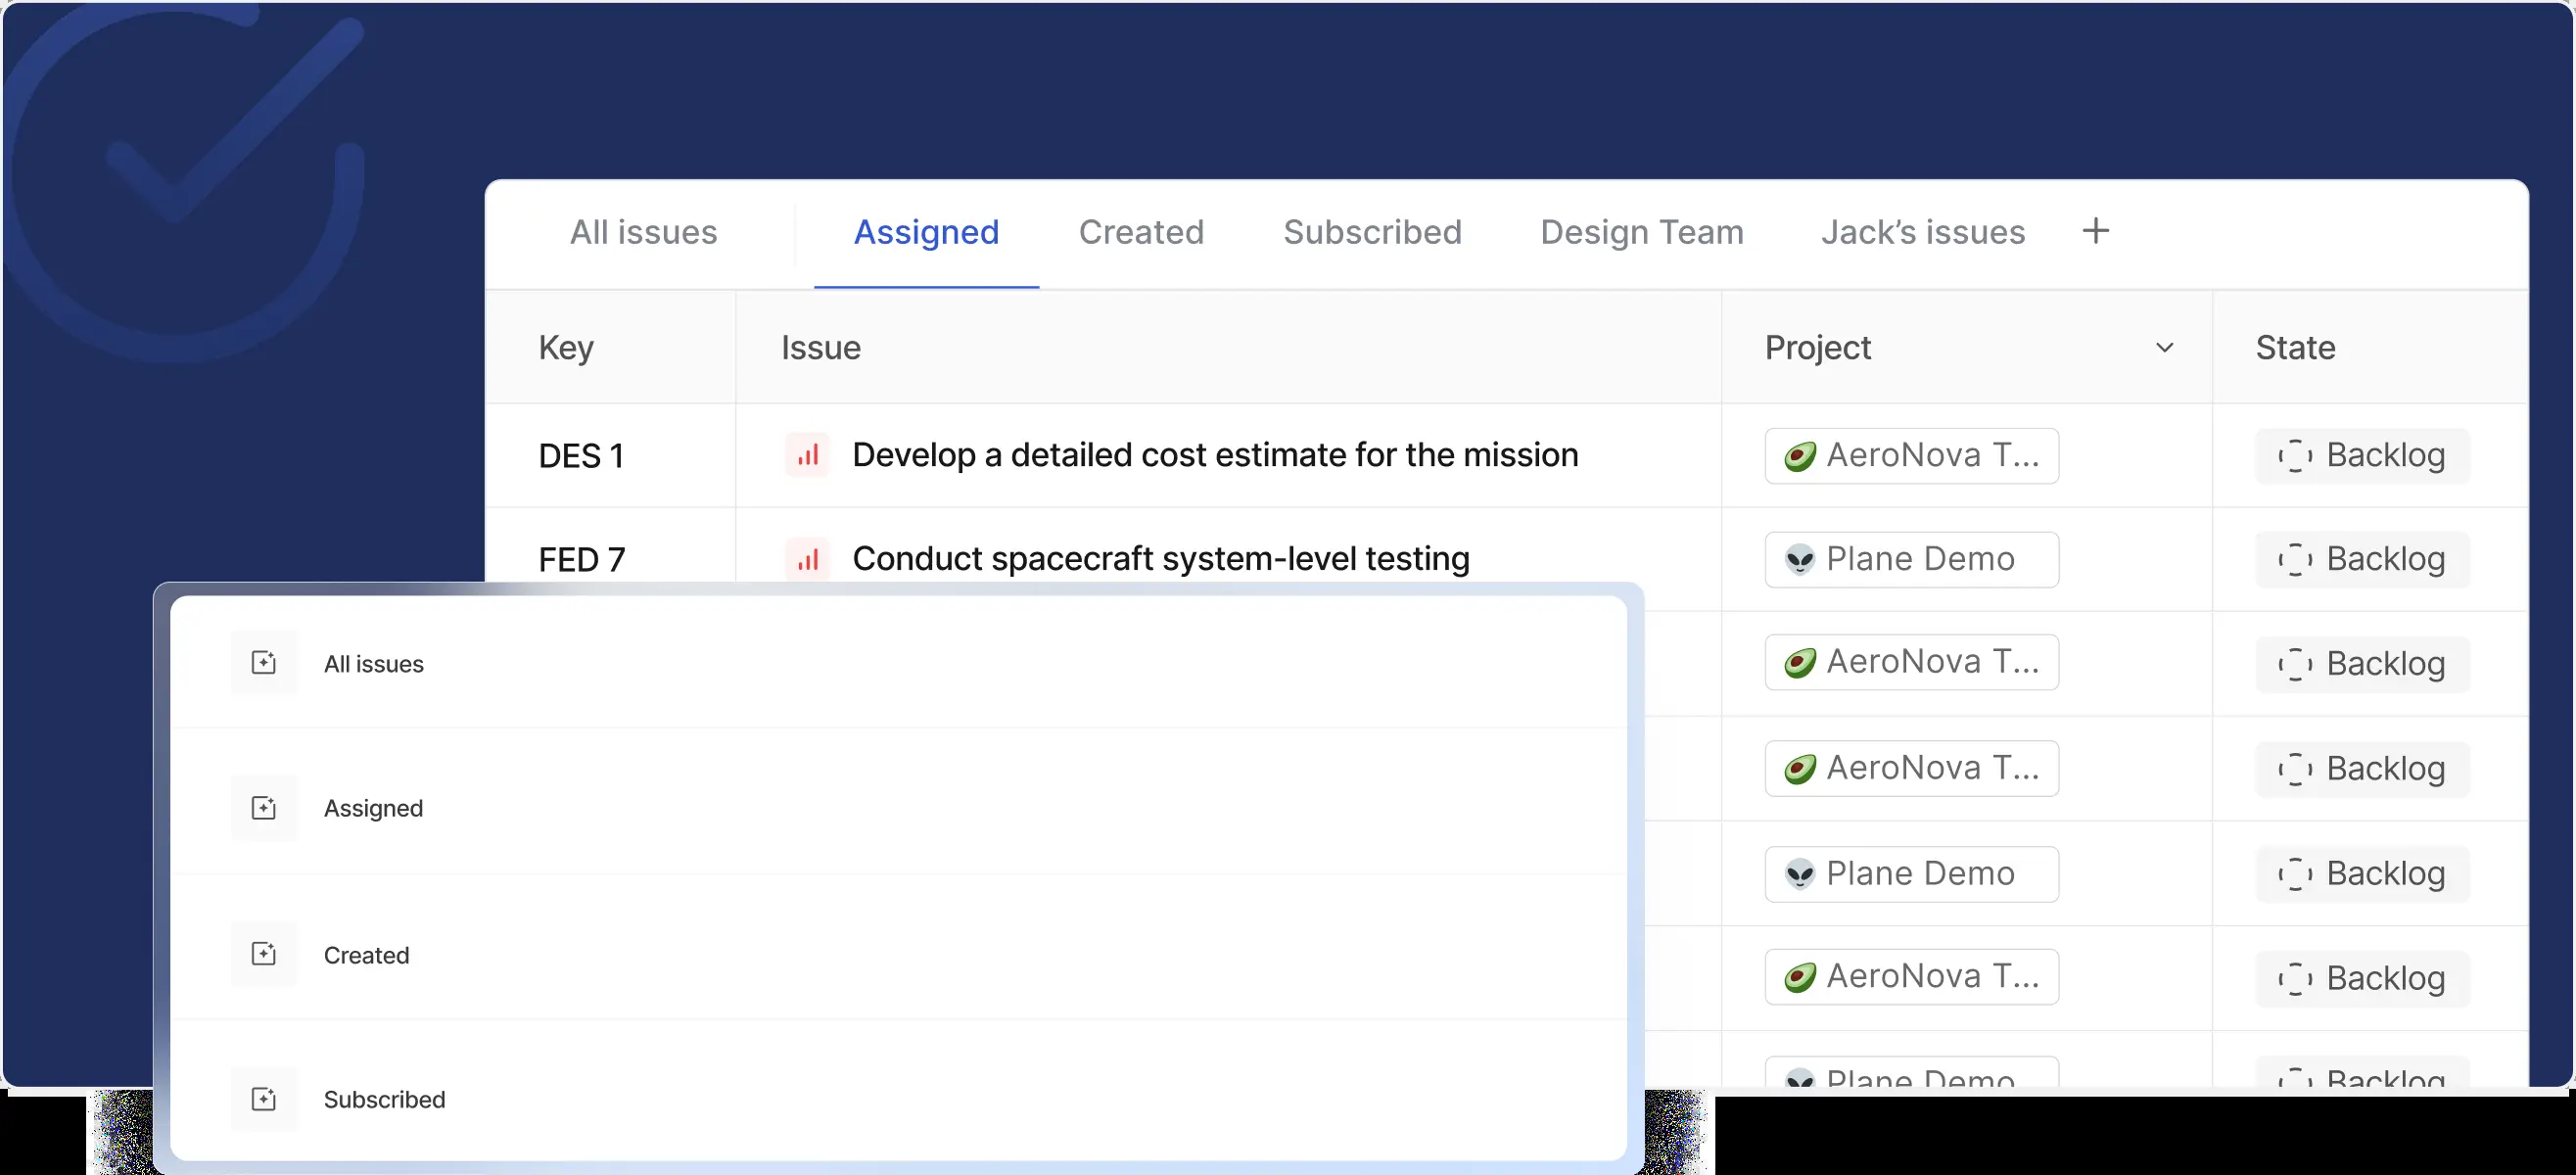 All issues Assigned Created Subscribed Design Team Jack’s issues +
Key Issue Project State
DES 1 Develop a detailed cost estimate for the mission AeroNova T... Backlog
FED 7 Conduct spacecraft system-level testing Plane Demo Backlog
AeroNova T... Backlog
AeroNova T... Backlog
Plane Demo Backlog
AeroNova T... Backlog
Plane Demo Backlog
All issues
Assigned
Created
Subscribed